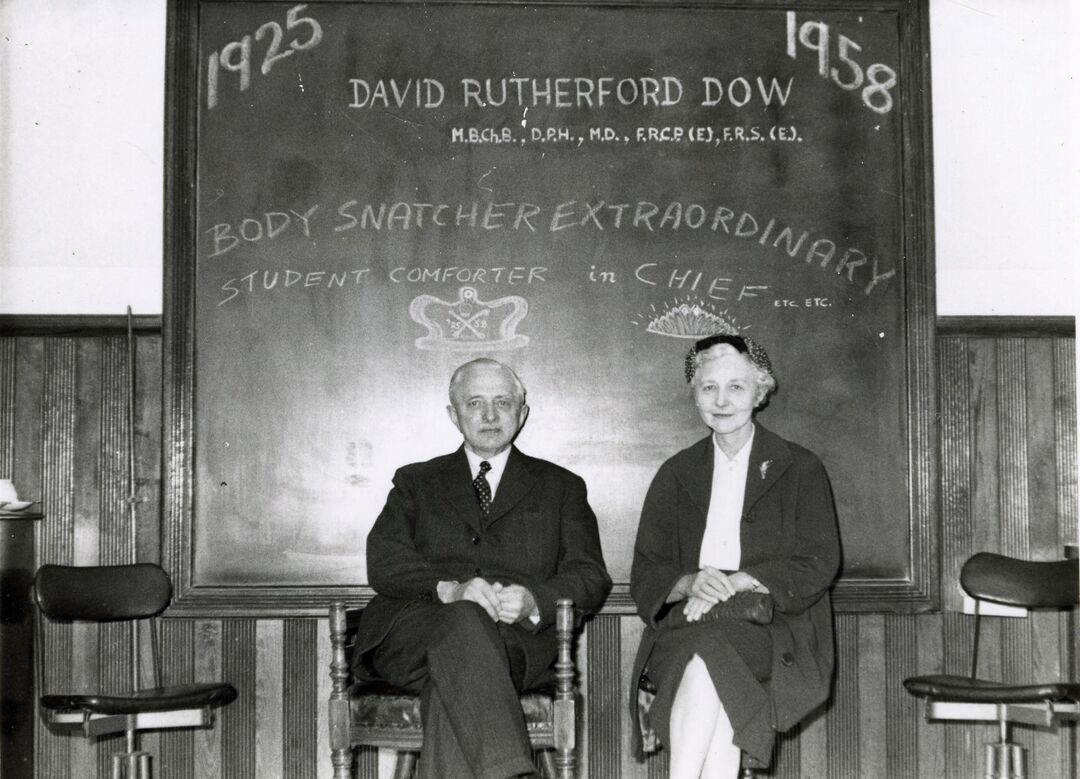 1925 1958
DAVID RUTHERFORD DOW
M.B.Ch.B., D.P.H., M.D., F.R.C.P.(E), F.R.S.(E.).
BODY SNATCHER EXTRAORDINARY
STUDENT COMFORTER in CHIEF
ETC. ETC.